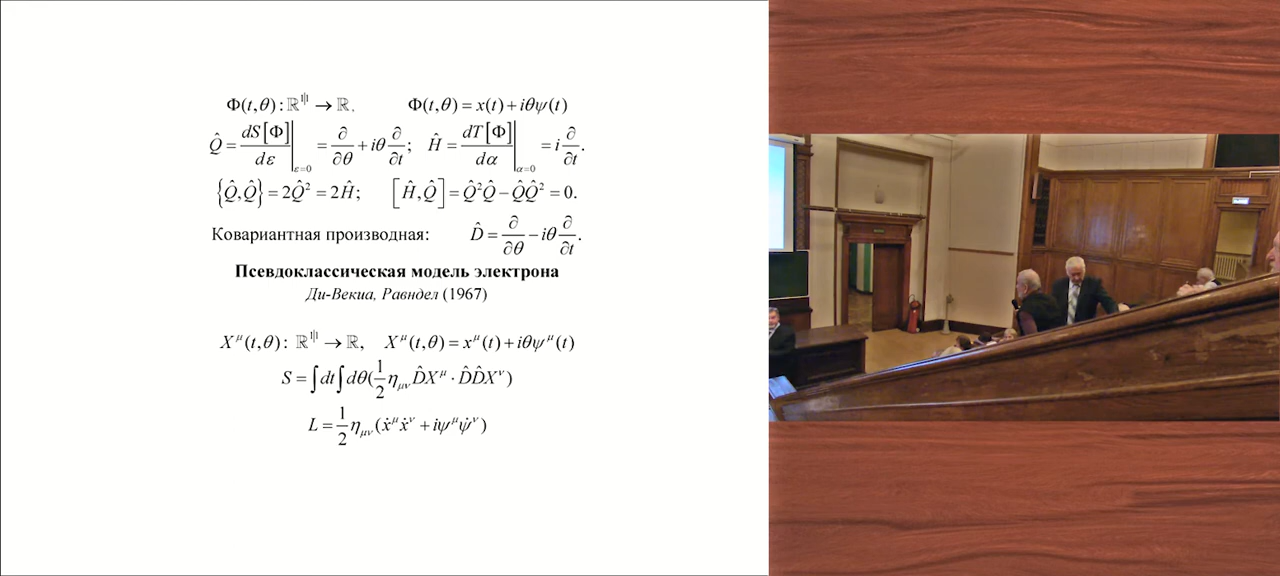 Φ(t,θ) : ℝ¹|¹ → ℝ, Φ(t,θ) = x(t) + iθψ(t)
Q̂ = dS[Φ]/dε |_{ε=0} = ∂/∂θ + iθ ∂/∂t; Ĥ = dT[Φ]/dα |_{α=0} = i ∂/∂t.
{Q̂,Q̂} = 2Q̂² = 2Ĥ; [Ĥ,Q̂] = Q̂²Q̂ − Q̂Q̂² = 0.
Ковариантная производная: D̂ = ∂/∂θ − iθ ∂/∂t.
Псевдоклассическая модель электрона
Ди-Векиа, Равндел (1967)
X^μ(t,θ) : ℝ¹|¹ → ℝ, X^μ(t,θ) = x^μ(t) + iθψ^μ(t)
S = ∫dt∫dθ(1/2 η_{μν} D̂X^μ · D̂D̂X^ν)
L = 1/2 η_{μν}(ẋ^μẋ^ν + iψ^μψ̇^ν)